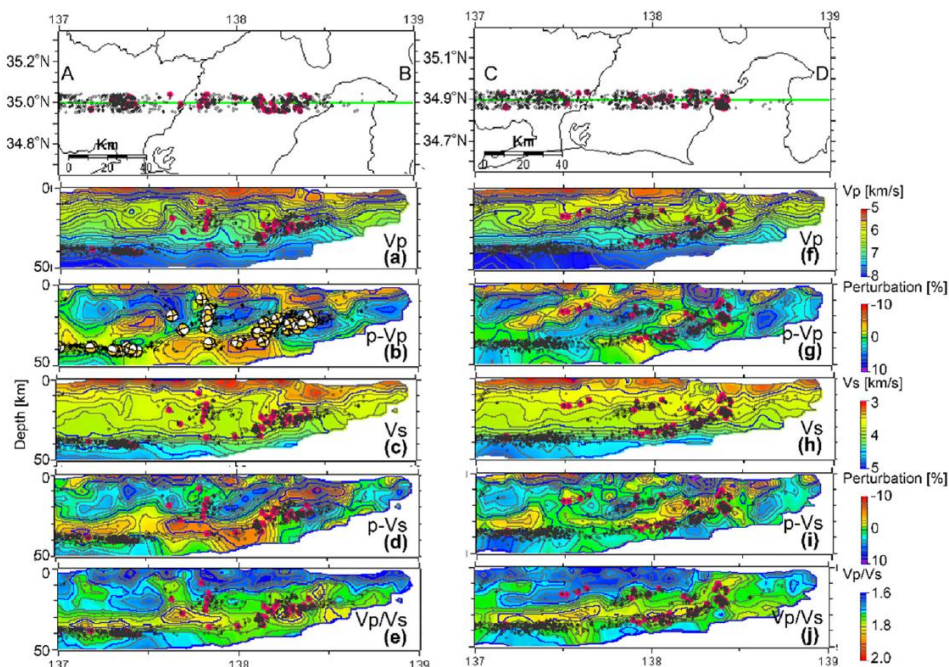 137 138 139
137 138 139
35.2°N
35.0°N
34.8°N
A
B
Km
0 20 40
35.1°N
34.9°N
34.7°N
C
D
Km
0 20 40
0
50
Vp
(a)
Vp
(f)
Vp [km/s]
5
6
7
8
0
50
p-Vp
(b)
p-Vp
(g)
Perturbation [%]
-10
0
10
Depth [km]
0
50
Vs
(c)
Vs
(h)
Vs [km/s]
3
4
5
0
p-Vs
(d)
p-Vs
(i)
Perturbation [%]
-10
0
10
0
50
Vp/Vs
(e)
Vp/Vs
(j)
Vp/Vs
1.6
1.8
2.0
137 138 139
137 138 139